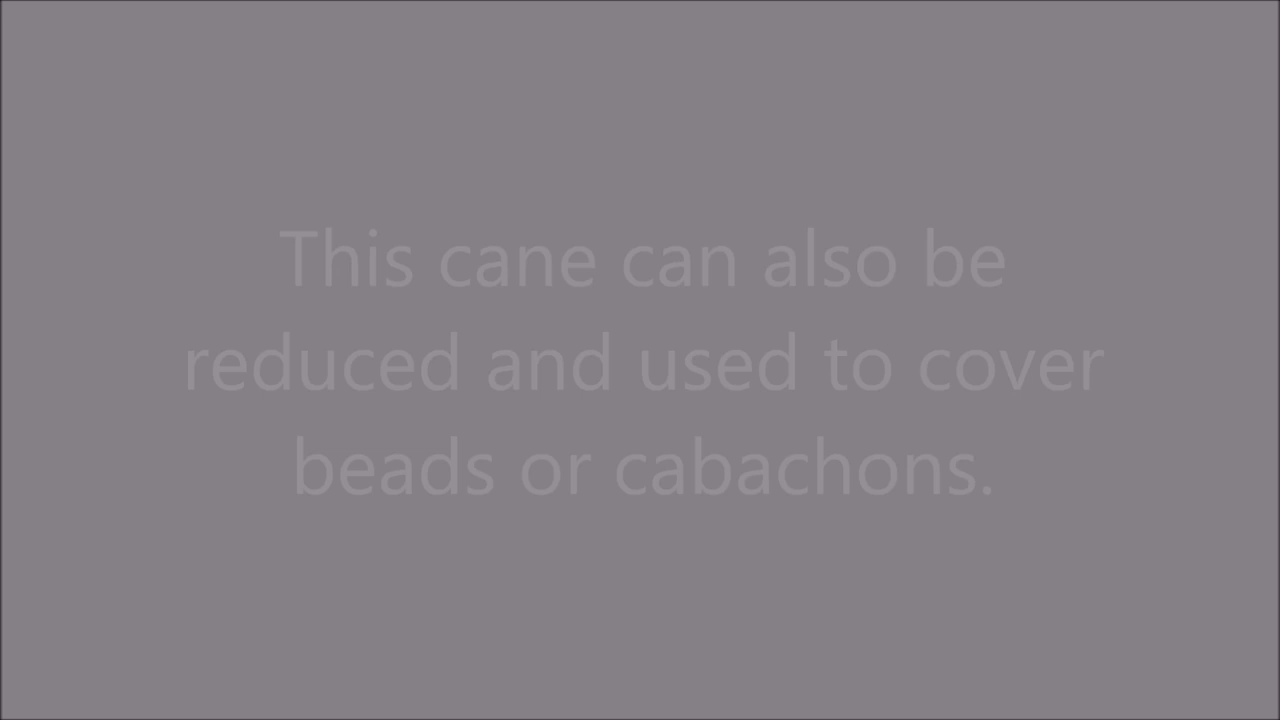 This cane can also be
reduced and used to cover
beads or cabachons.